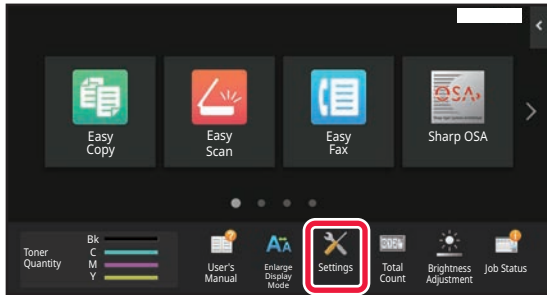 Easy
Copy
Easy
Scan
Easy
Fax
OSA
Sharp OSA
Toner
Quantity
Bk
C
M
Y
User's
Manual
Enlarge
Display
Mode
Settings
Total
Count
Brightness
Adjustment
Job Status